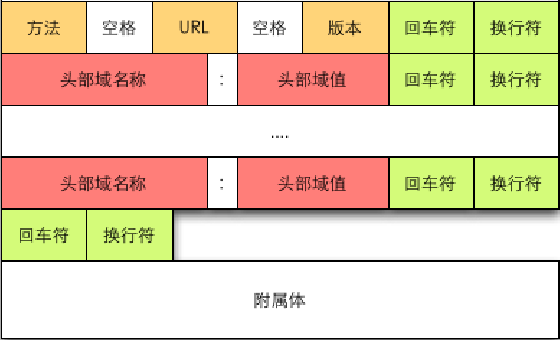 方法 空格 URL 空格 版本 回车符 换行符
头部域名称 : 头部域值 回车符 换行符
....
头部域名称 : 头部域值 回车符 换行符
回车符 换行符
附属体